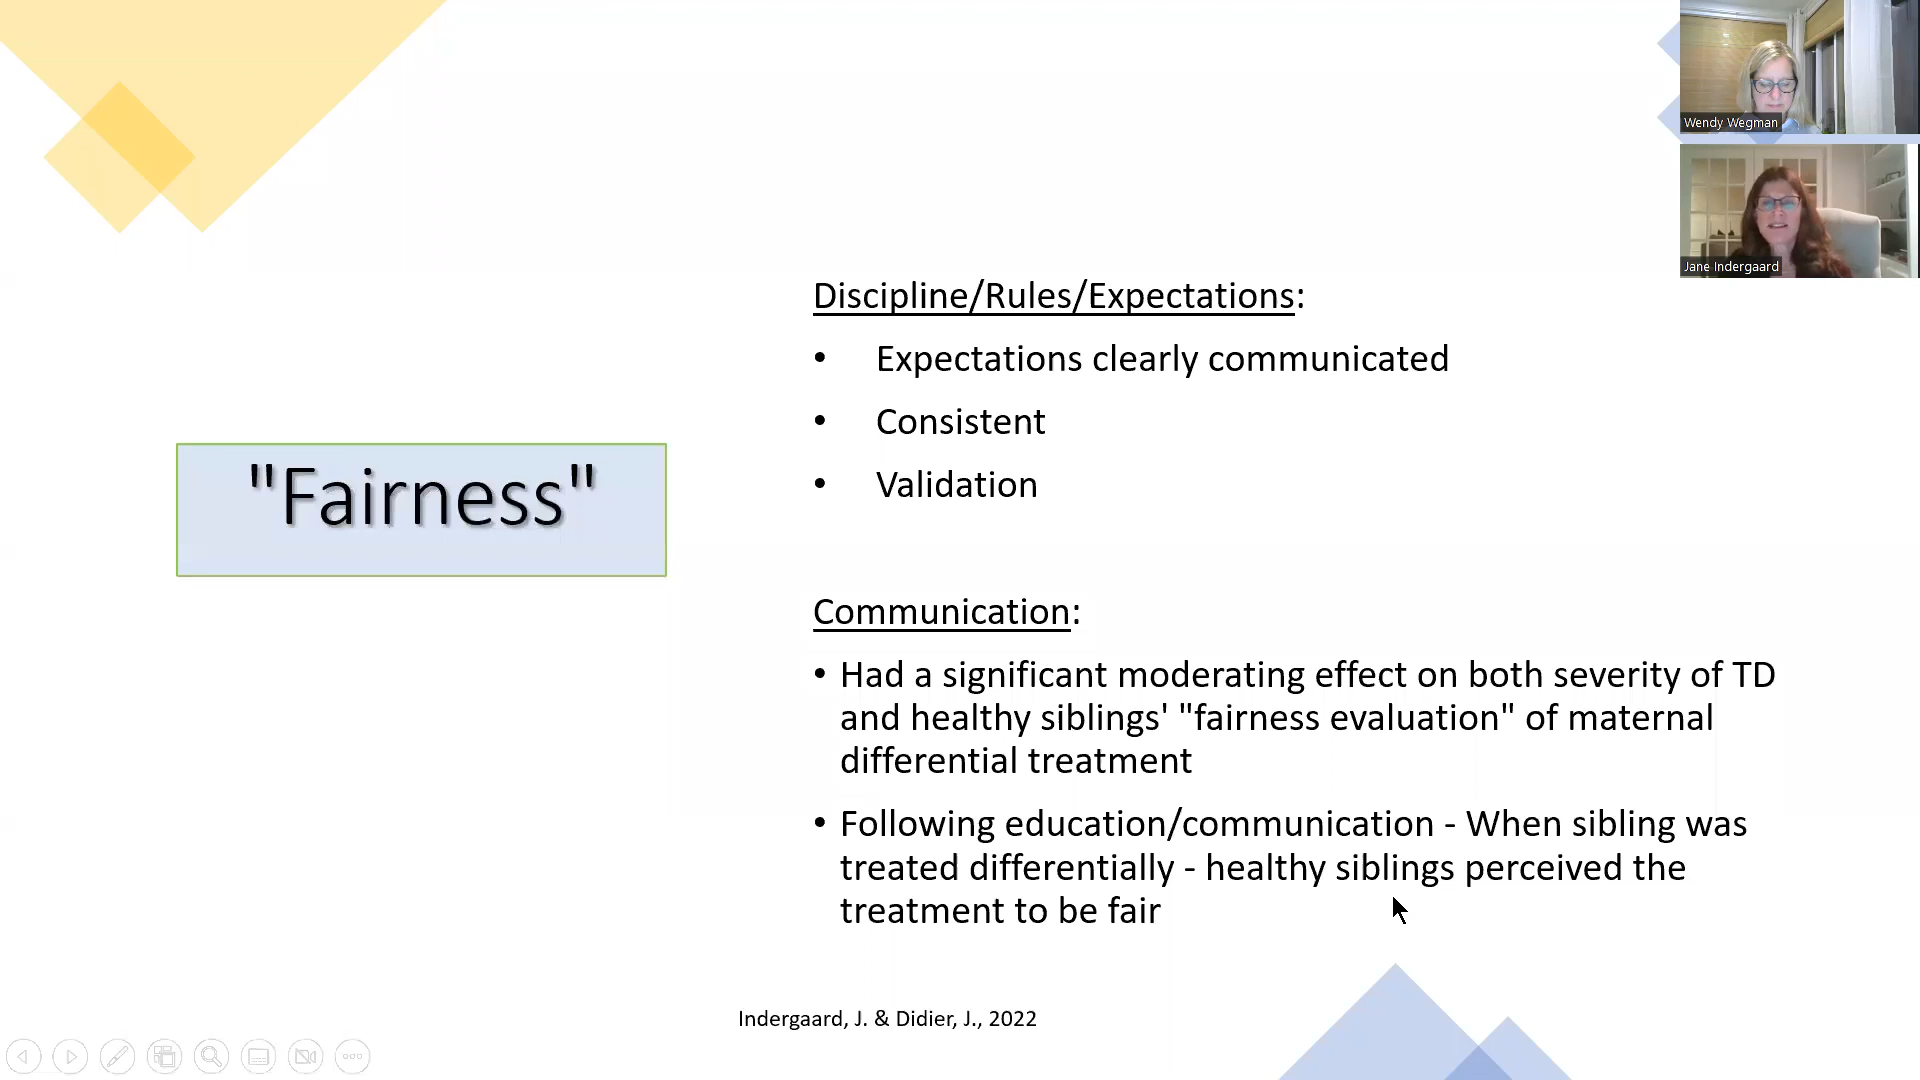 Wendy Wegman
Jane Indergaard
"Fairness"
Discipline/Rules/Expectations:
• Expectations clearly communicated
• Consistent
• Validation
Communication:
• Had a significant moderating effect on both severity of TD
and healthy siblings' "fairness evaluation" of maternal
differential treatment
• Following education/communication - When sibling was
treated differentially - healthy siblings perceived the
treatment to be fair
Indergaard, J. & Didier, J., 2022